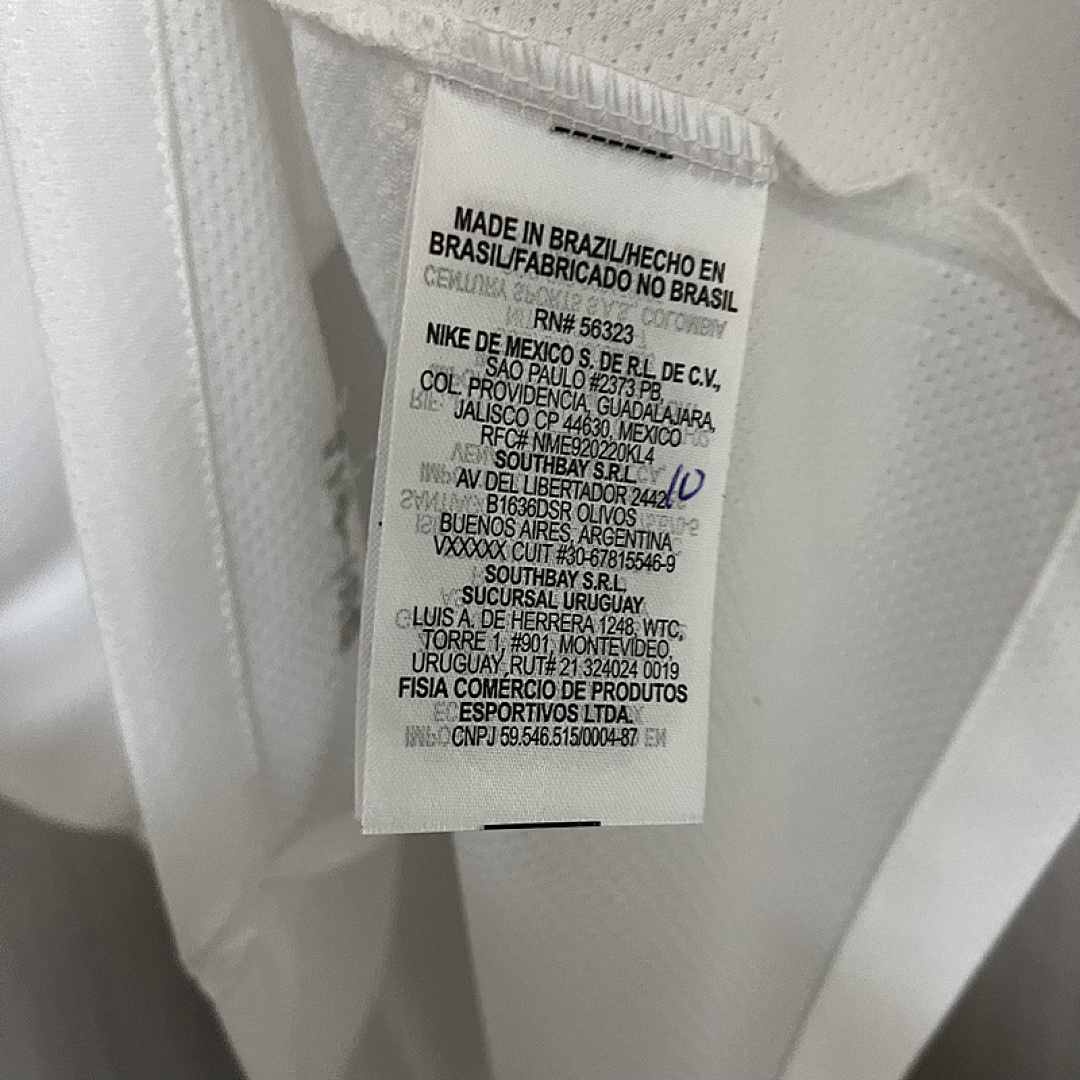 MADE IN BRAZIL/HECHO EN
BRASIL/FABRICADO NO BRASIL
RN# 56323
NIKE DE MEXICO S. DE R.L. DE C.V.,
SAO PAULO #2373 PB,
COL. PROVIDENCIA, GUADALAJARA,
JALISCO CP 44630, MEXICO
RFC# NME920220KL4
SOUTHBAY S.R.L.
AV DEL LIBERTADOR 2442
10
B1636DSR OLIVOS
BUENOS AIRES, ARGENTINA
VXXXXX CUIT #30-67815546-9
SOUTHBAY S.R.L.
SUCURSAL URUGUAY
LUIS A. DE HERRERA 1248, WTC,
TORRE 1, #901, MONTEVIDEO,
URUGUAY RUT# 21 324024 0019
FISIA COMÉRCIO DE PRODUTOS
ESPORTIVOS LTDA.
CNPJ 59.546.515/0004-87